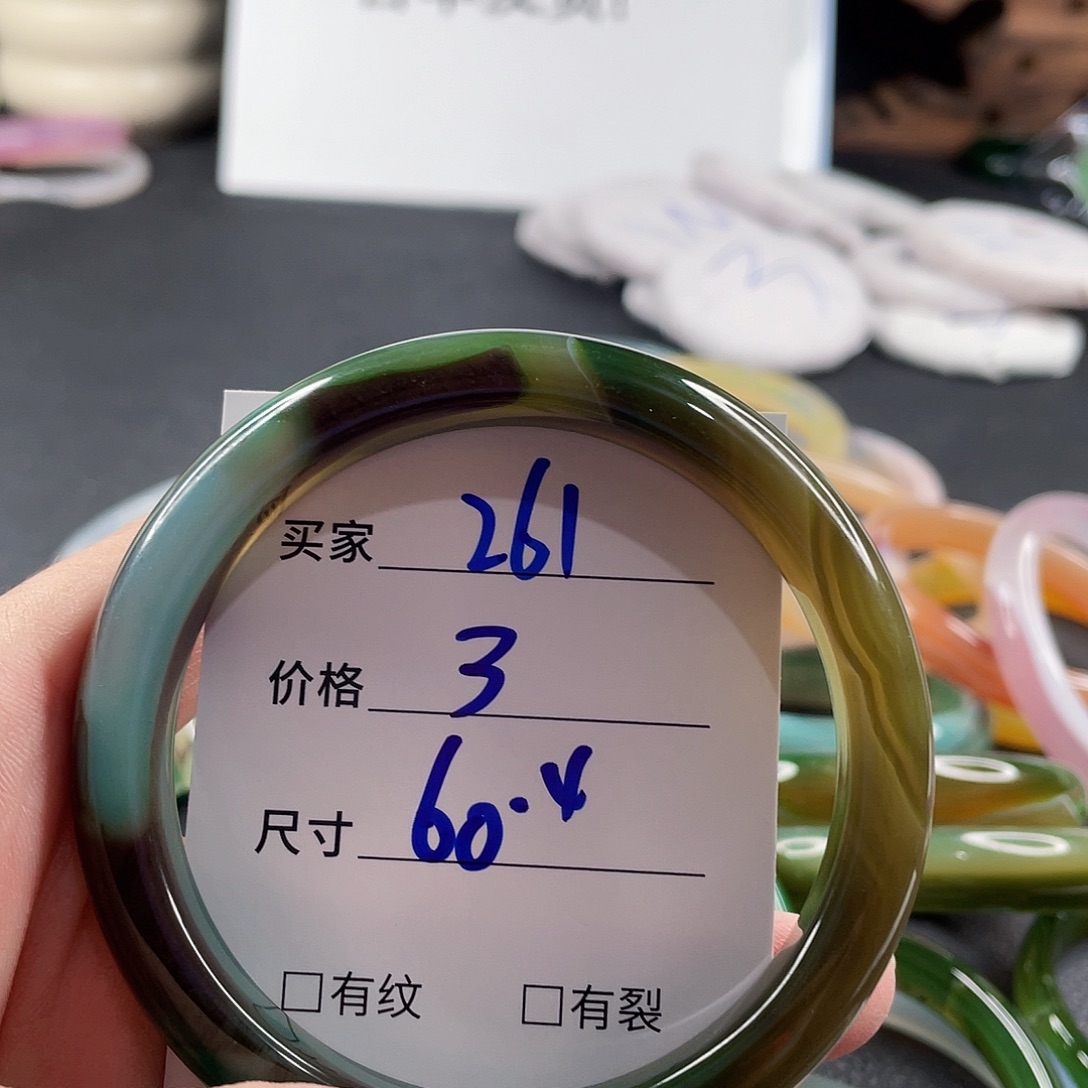 买家 261
价格 3
尺寸 60.4
□有纹 □有裂